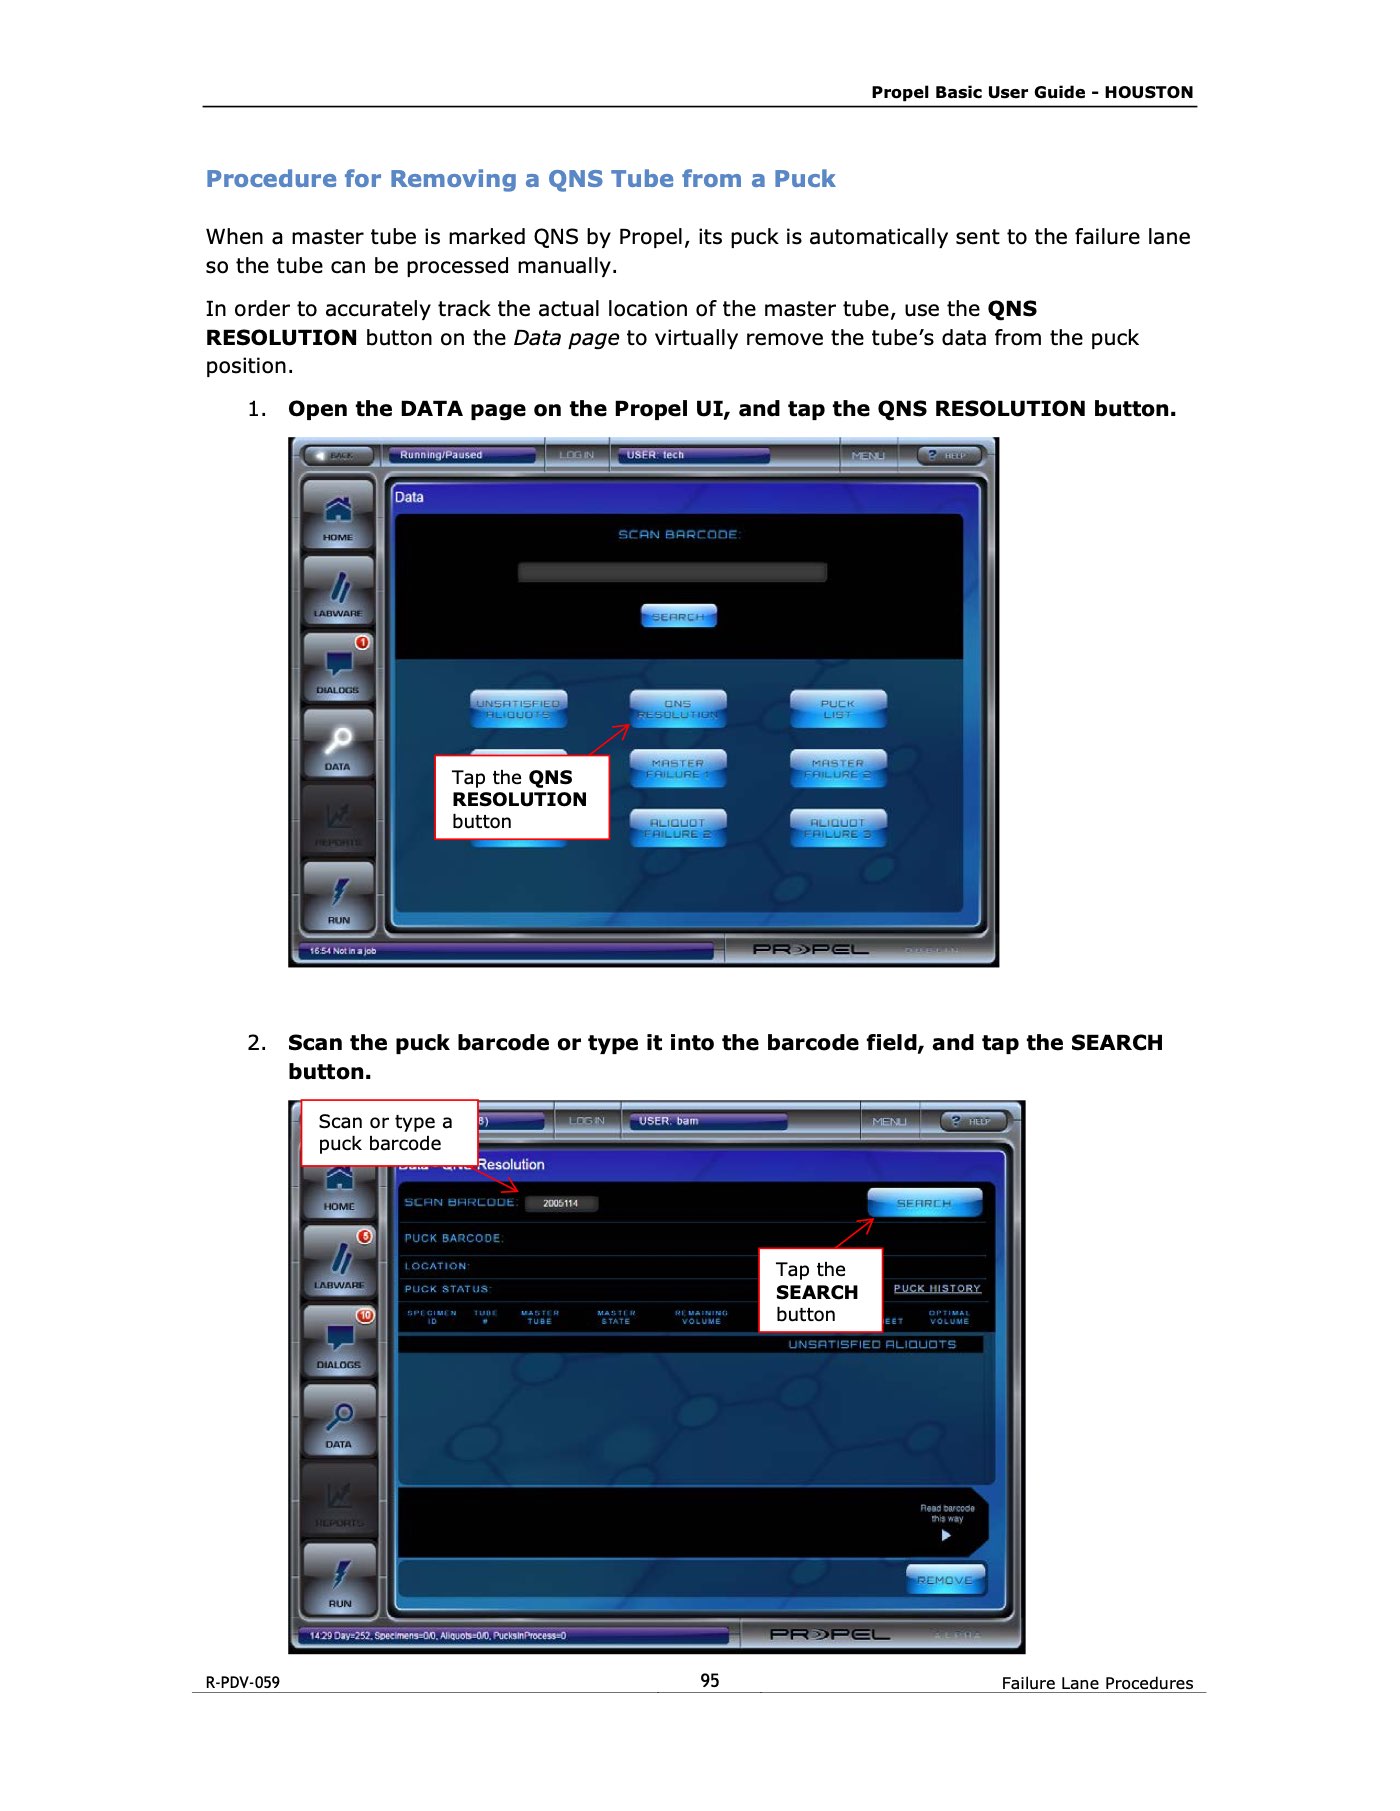 Propel Basic User Guide - HOUSTON
Procedure for Removing a QNS Tube from a Puck
When a master tube is marked QNS by Propel, its puck is automatically sent to the failure lane
so the tube can be processed manually.
In order to accurately track the actual location of the master tube, use the QNS
RESOLUTION button on the Data page to virtually remove the tube’s data from the puck
position.
1. Open the DATA page on the Propel UI, and tap the QNS RESOLUTION button.
BACK
Running/Paused
LOG IN
USER: tech
MENU
? HELP
Data
HOME
SCAN BARCODE:
SEARCH
LABWARE
1
DIALOGS
UNSATISFIED
ALIQUOTS
QNS
RESOLUTION
PUCK
LIST
DATA
Tap the QNS
RESOLUTION
button
MASTER
FAILURE 1
MASTER
FAILURE 2
REPORTS
ALIQUOT
FAILURE 2
ALIQUOT
FAILURE 3
RUN
16:54 Not in a job
PROPEL
2. Scan the puck barcode or type it into the barcode field, and tap the SEARCH
button.
Scan or type a
puck barcode
8)
LOG IN
USER: bam
MENU
? HELP
Resolution
HOME
SCAN BARCODE:
2005114
SEARCH
PUCK BARCODE:
LOCATION:
PUCK STATUS:
PUCK HISTORY
Tap the
SEARCH
button
5
LABWARE
SPECIMEN
ID
TUBE
#
MASTER
TUBE
MASTER
STATE
REMAINING
VOLUME
EET
OPTIMAL
VOLUME
UNSATISFIED ALIQUOTS
10
DIALOGS
DATA
REPORTS
Read barcode
this way
REMOVE
RUN
14:29 Day=252, Specimens=0/0, Aliquots=0/0, PucksInProcess=0
PROPEL
ALPHA
R-PDV-059
95
Failure Lane Procedures